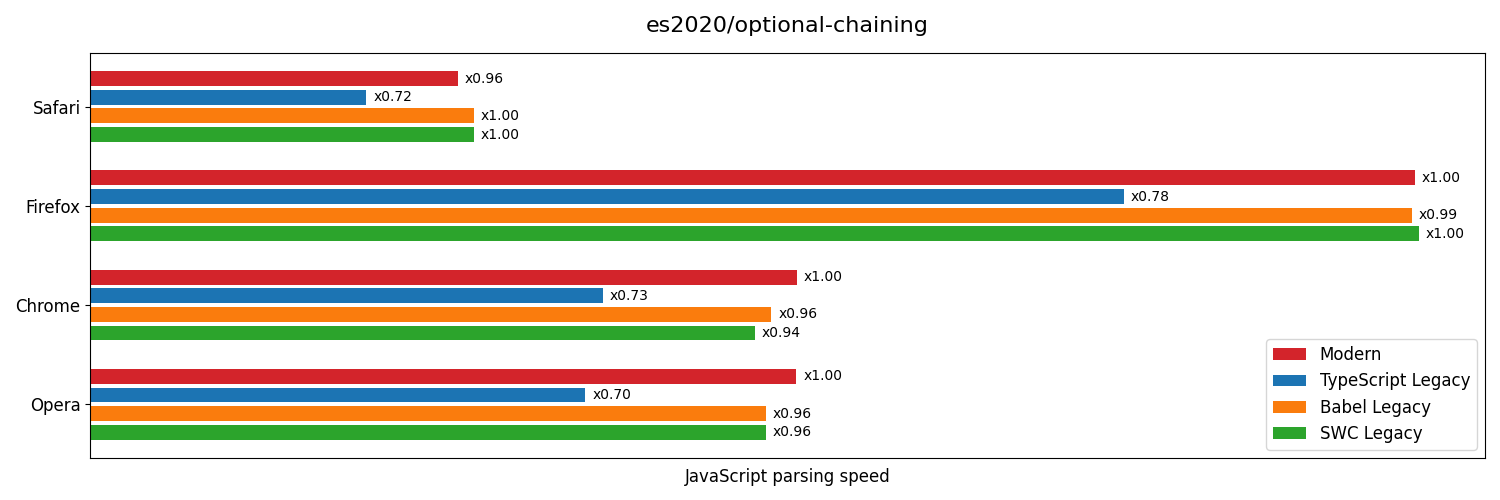 es2020/optional-chaining
Safari
x0.96
x0.72
x1.00
x1.00
Firefox
x1.00
x0.78
x0.99
x1.00
Chrome
x1.00
x0.73
x0.96
x0.94
Opera
x1.00
x0.70
x0.96
x0.96
Modern
TypeScript Legacy
Babel Legacy
SWC Legacy
JavaScript parsing speed